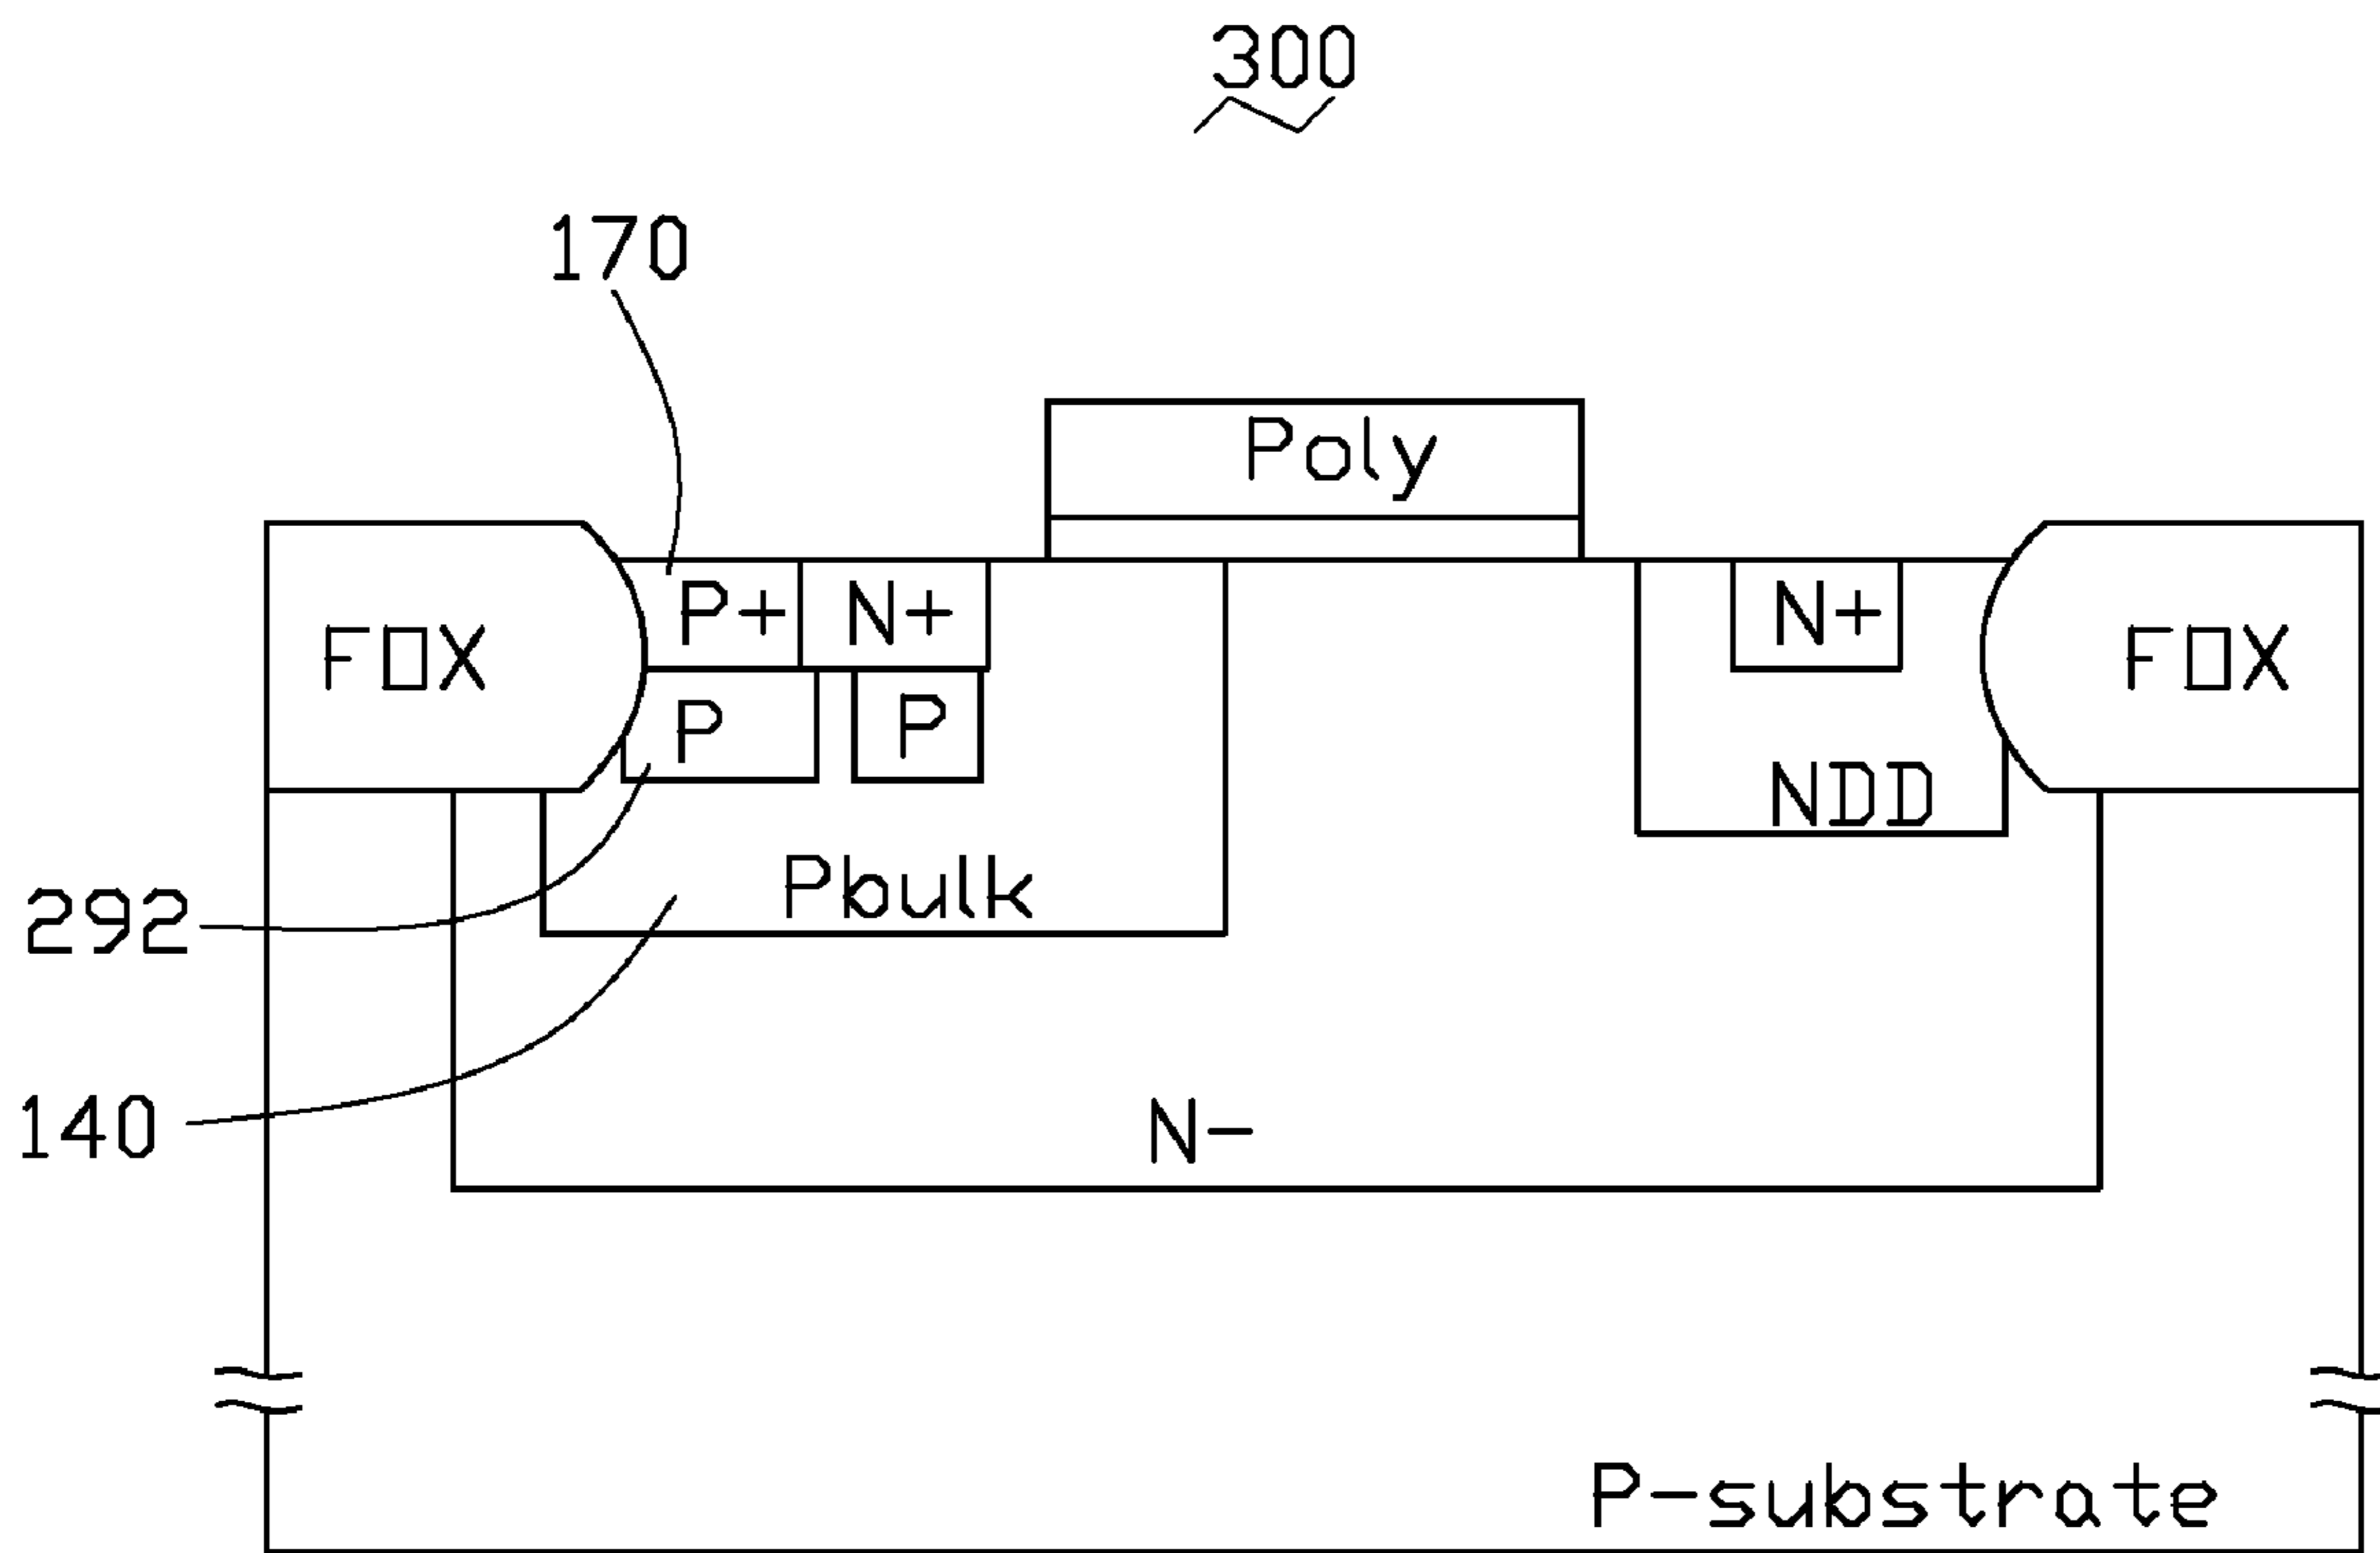 300
170
Poly
P+ N+ N+
FOX FOX
P P
NDD
Pbulk
292
140
N-
P-substrate